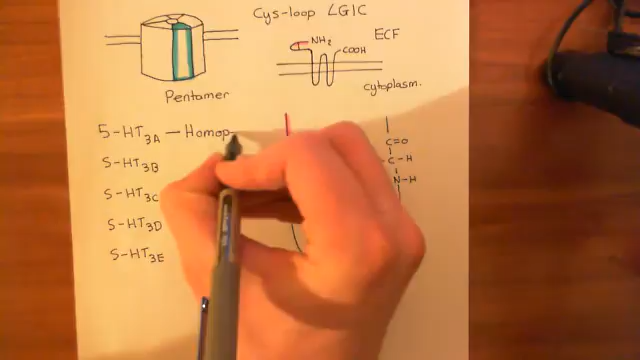 Cys-loop LGIC
NH2
COOH
ECF
cytoplasm.
Pentamer
5-HT3A — Homop
5-HT3B
5-HT3C
5-HT3D
5-HT3E
C=O
C-H
N-H